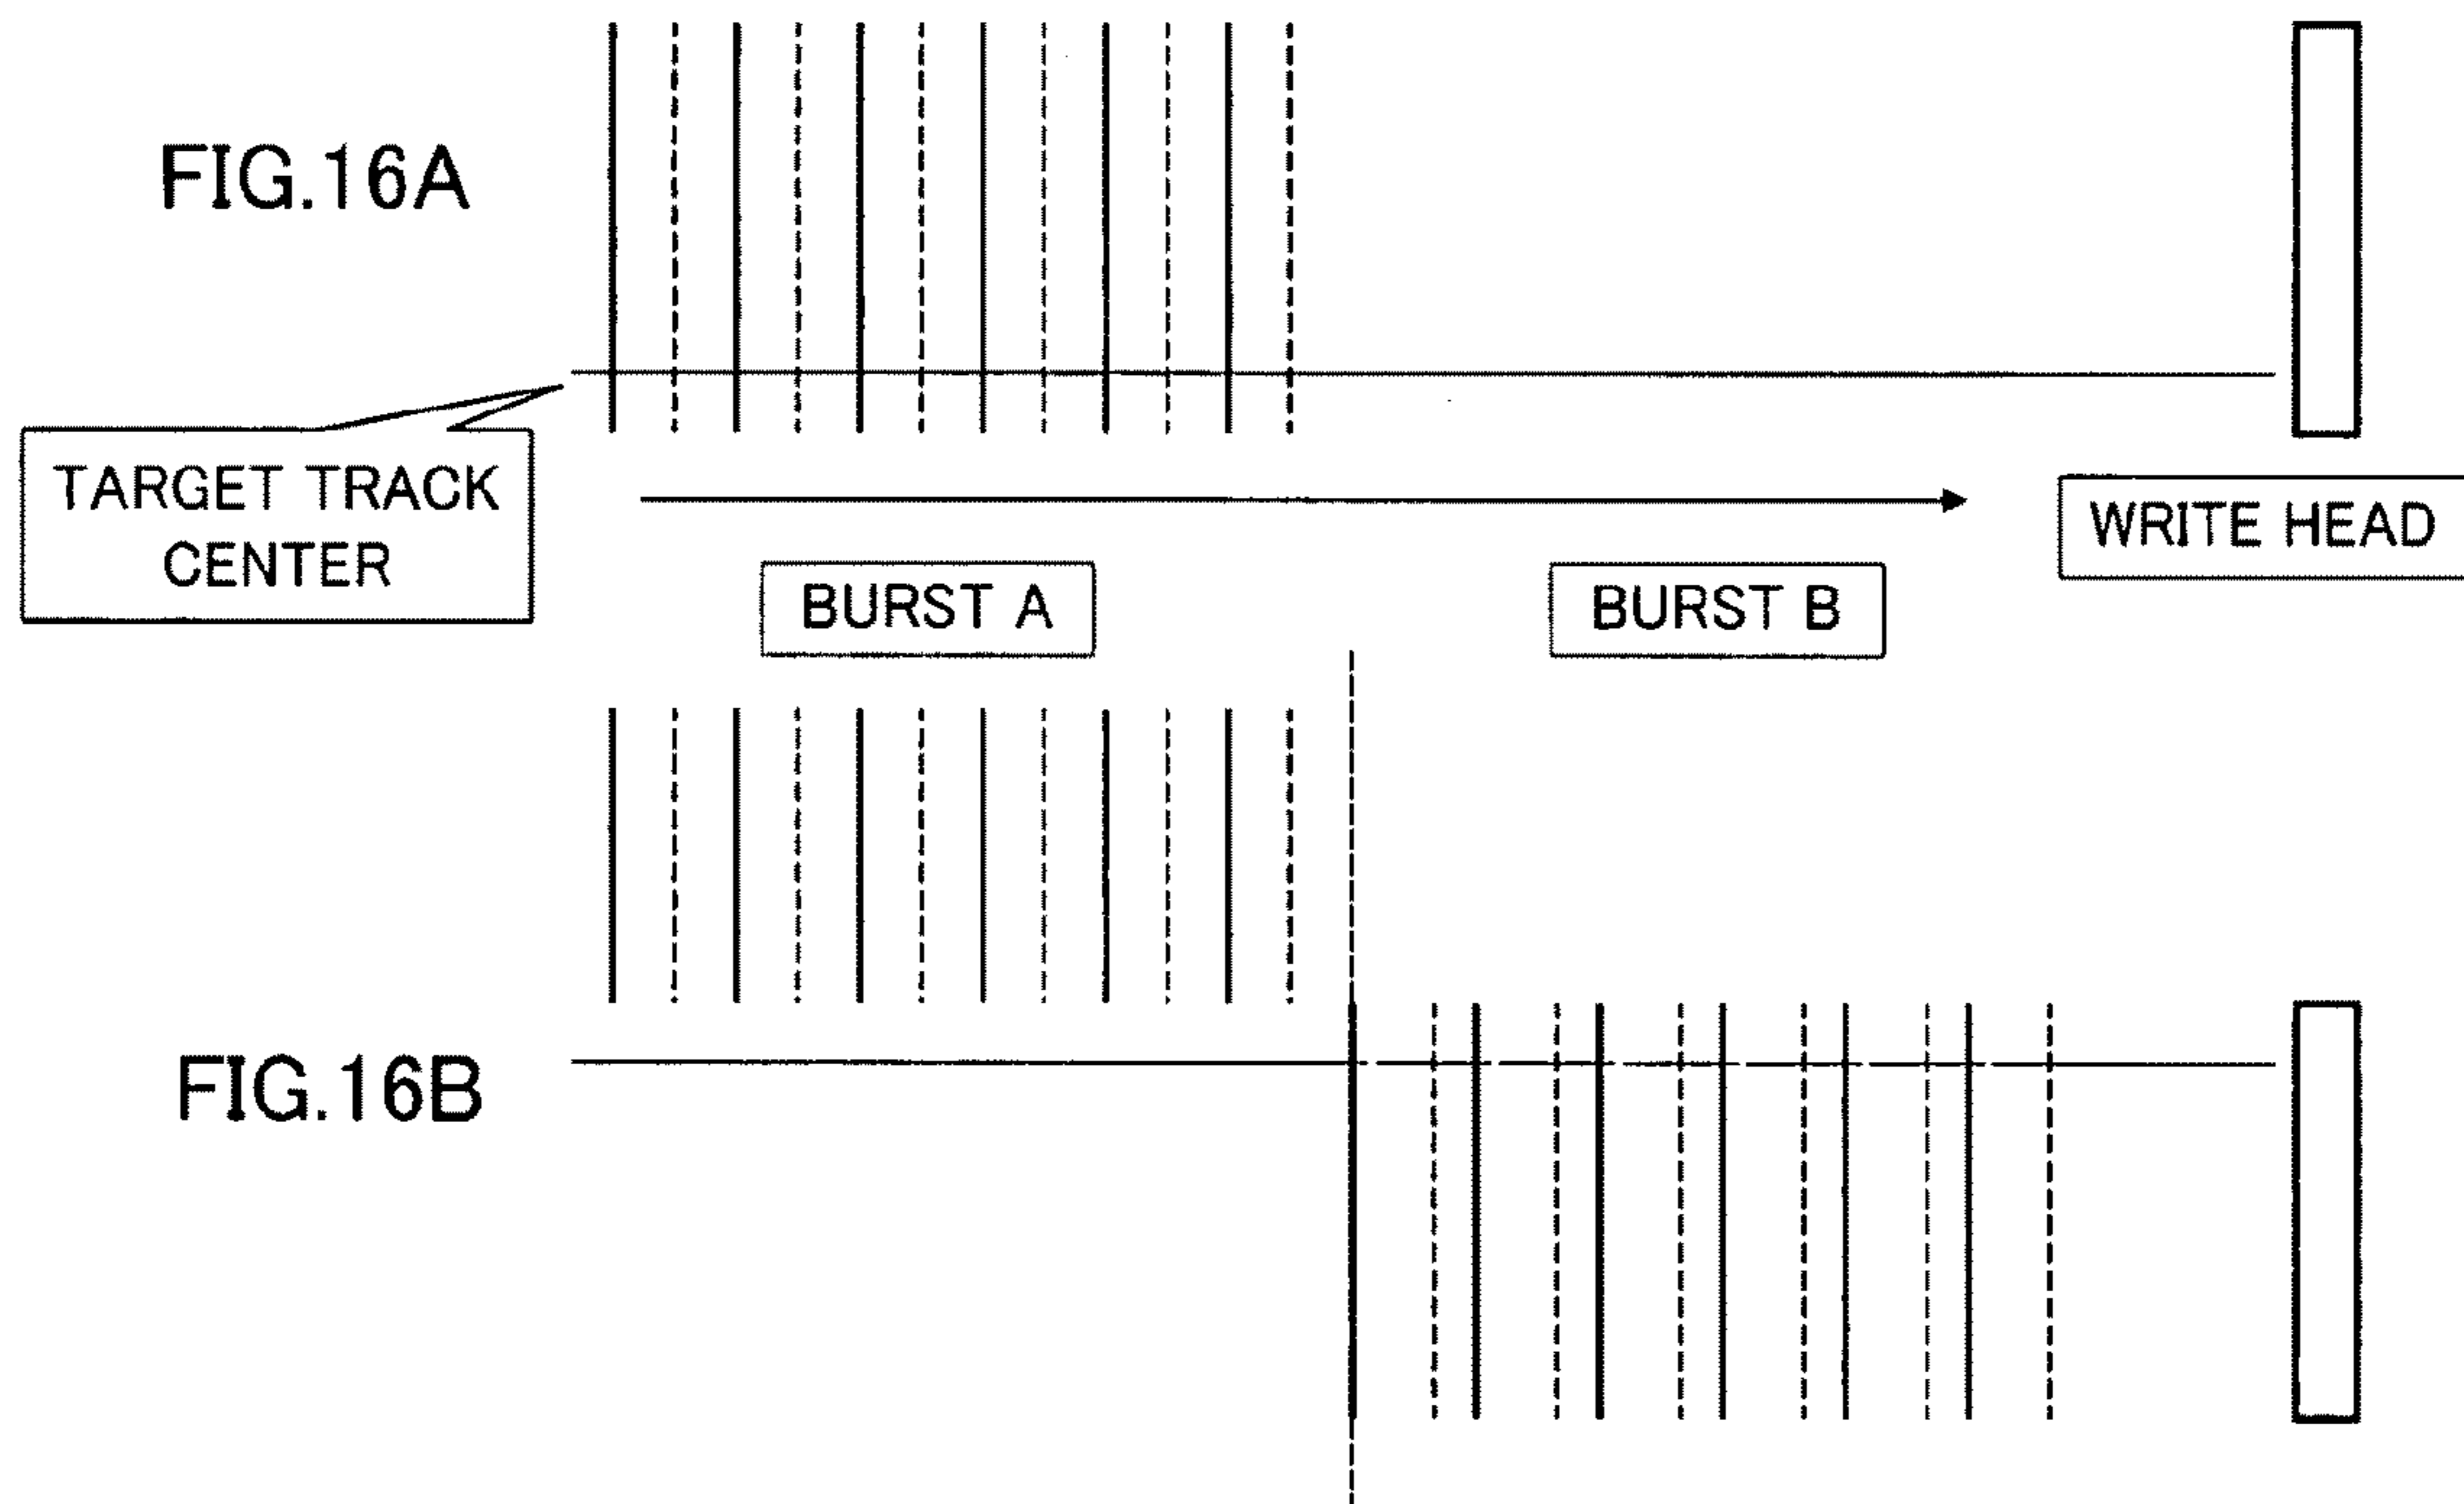 FIG.16A
TARGET TRACK
CENTER
WRITE HEAD
BURST A
BURST B
FIG.16B